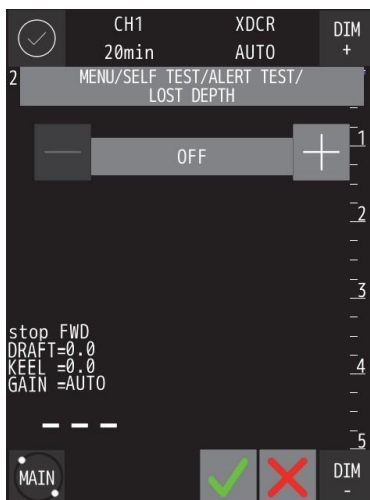 CH1 XDCR DIM
20min AUTO +
2 MENU/SELF TEST/ALERT TEST/
LOST DEPTH
1
— OFF +
2
3
stop FWD
DRAFT=0.0
KEEL =0.0
GAIN =AUTO
4
– – –
5
MAIN DIM
-